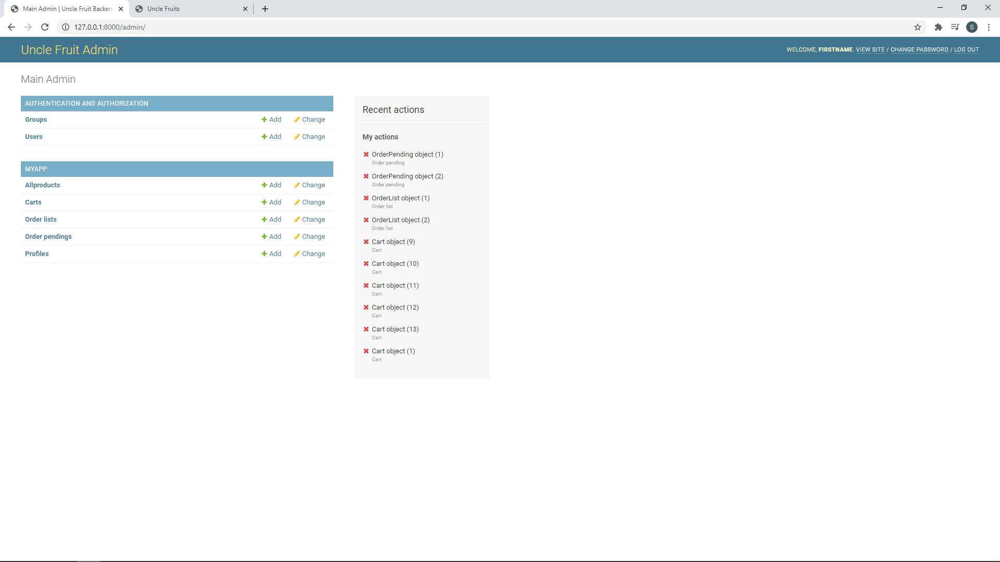 Main Admin | Uncle Fruit Backen
Uncle Fruits
127.0.0.1:8000/admin/
S
Uncle Fruit Admin
WELCOME, FIRSTNAME. VIEW SITE / CHANGE PASSWORD / LOG OUT
Main Admin
AUTHENTICATION AND AUTHORIZATION
Groups Add Change
Users Add Change
MYAPP
Allproducts Add Change
Carts Add Change
Order lists Add Change
Order pendings Add Change
Profiles Add Change
Recent actions
My actions
OrderPending object (1)
Order pending
OrderPending object (2)
Order pending
OrderList object (1)
Order list
OrderList object (2)
Order list
Cart object (9)
Cart
Cart object (10)
Cart
Cart object (11)
Cart
Cart object (12)
Cart
Cart object (13)
Cart
Cart object (1)
Cart